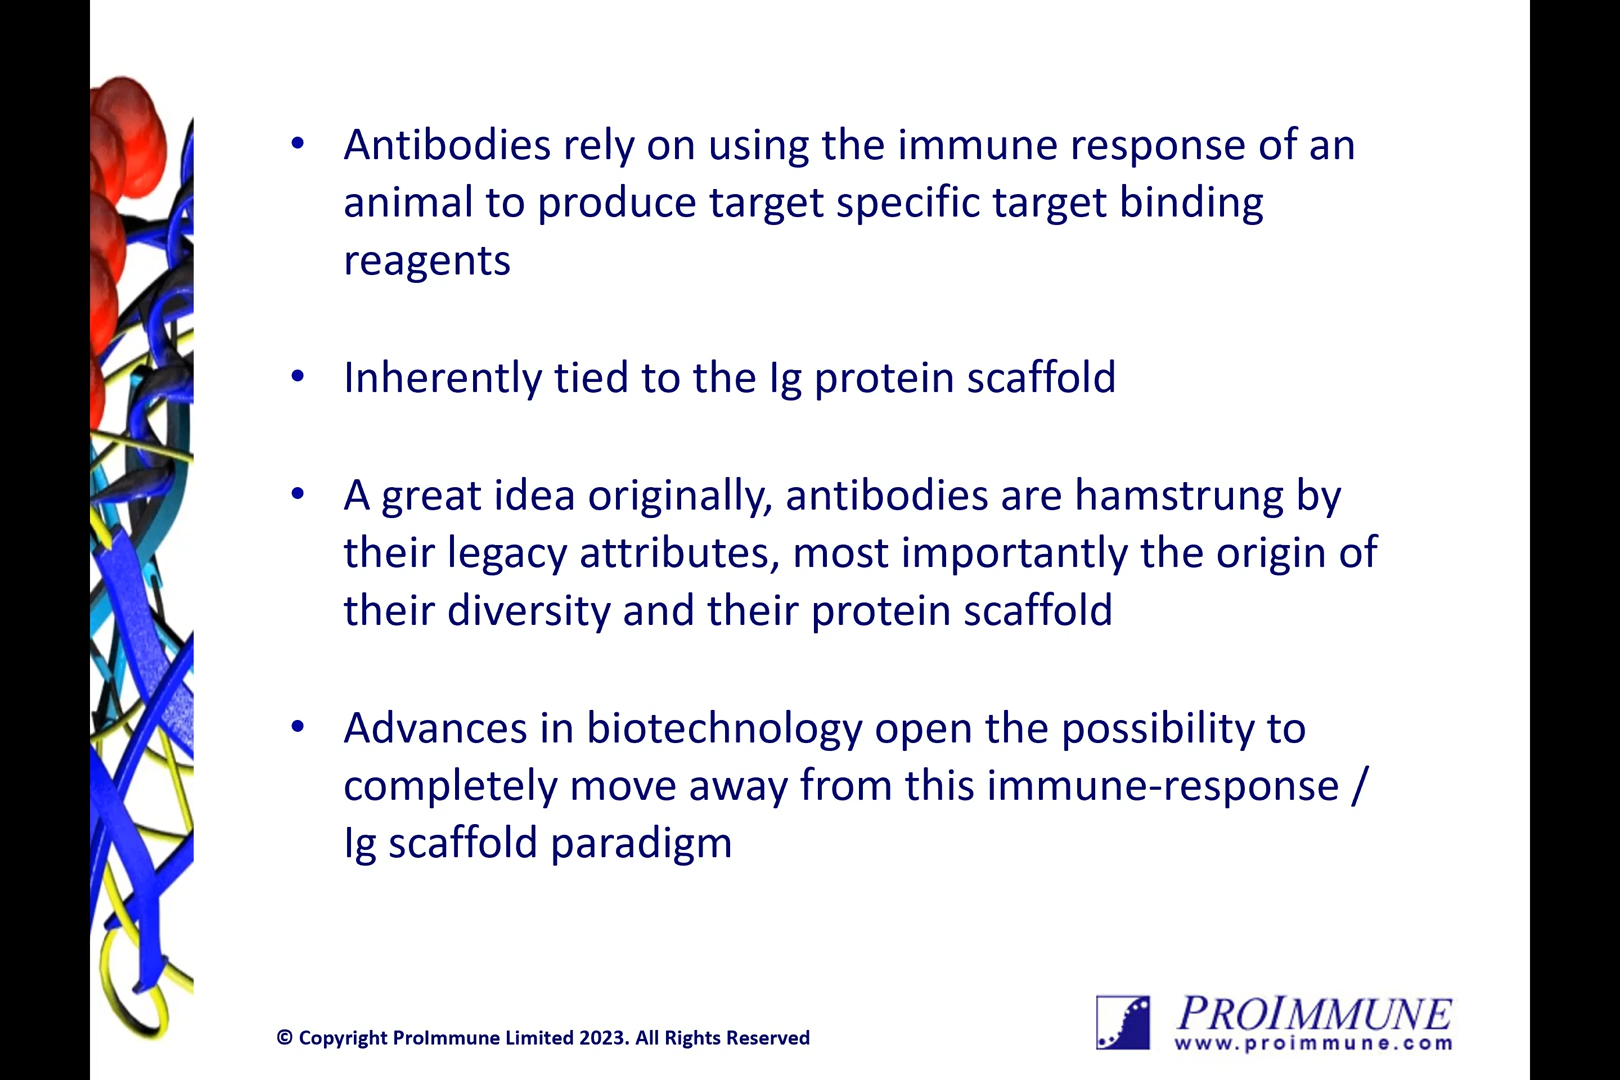 • Antibodies rely on using the immune response of an
animal to produce target specific target binding
reagents
• Inherently tied to the Ig protein scaffold
• A great idea originally, antibodies are hamstrung by
their legacy attributes, most importantly the origin of
their diversity and their protein scaffold
• Advances in biotechnology open the possibility to
completely move away from this immune-response /
Ig scaffold paradigm
© Copyright ProImmune Limited 2023. All Rights Reserved
PROIMMUNE
www.proimmune.com